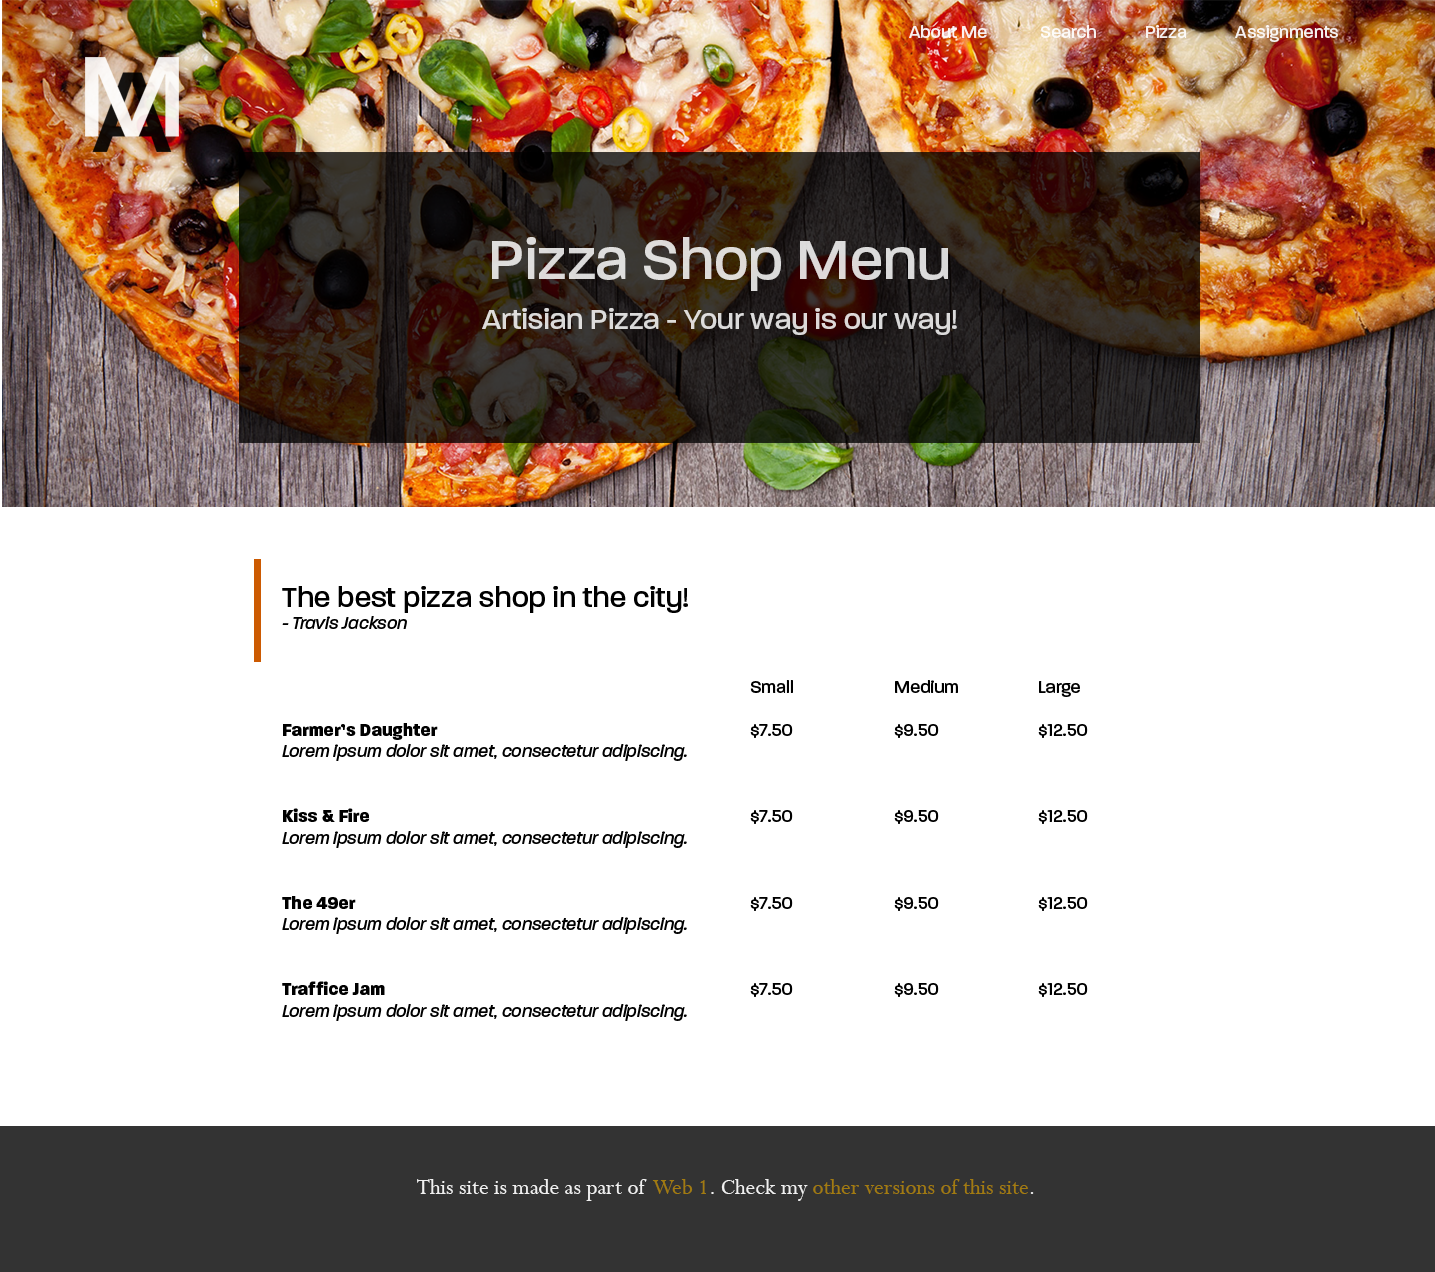 About Me Search Pizza Assignments
MA
Pizza Shop Menu
Artisian Pizza - Your way is our way!
The best pizza shop in the city!
- Travis Jackson
Small Medium Large
Farmer's Daughter $7.50 $9.50 $12.50
Lorem ipsum dolor sit amet, consectetur adipiscing.
Kiss & Fire $7.50 $9.50 $12.50
Lorem ipsum dolor sit amet, consectetur adipiscing.
The 49er $7.50 $9.50 $12.50
Lorem ipsum dolor sit amet, consectetur adipiscing.
Traffice Jam $7.50 $9.50 $12.50
Lorem ipsum dolor sit amet, consectetur adipiscing.
This site is made as part of Web 1. Check my other versions of this site.